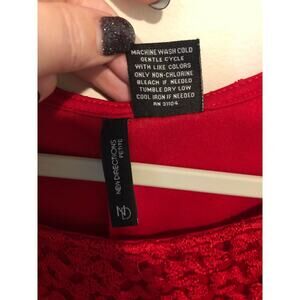 MACHINE WASH COLD
GENTLE CYCLE
WITH LIKE COLORS
ONLY NON-CHLORINE
BLEACH IF NEEDED
TUMBLE DRY LOW
COOL IRON IF NEEDED
RN 31104
NEW DIRECTIONS
PETITE
ND